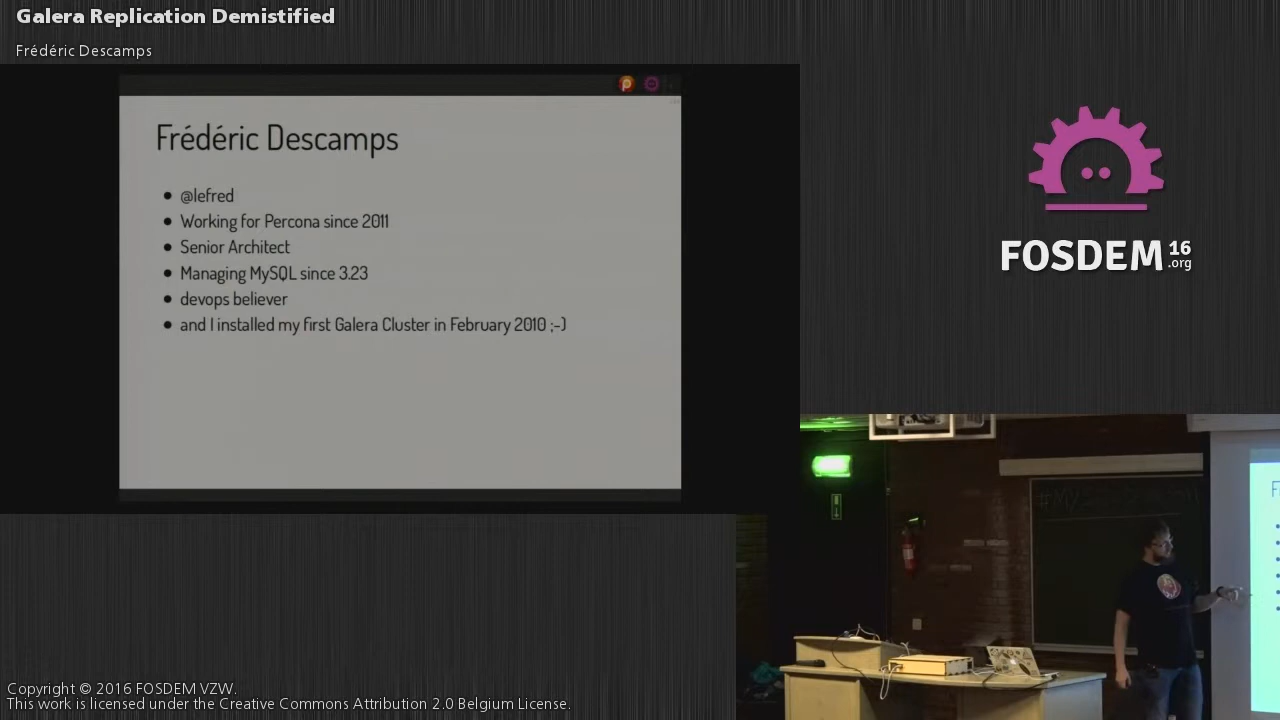 Galera Replication Demistified
Frédéric Descamps
Frédéric Descamps
@lefred
Working for Percona since 2011
Senior Architect
Managing MySQL since 3.23
devops believer
and I installed my first Galera Cluster in February 2010 ;-)
FOSDEM 16
.org
Copyright © 2016 FOSDEM VZW.
This work is licensed under the Creative Commons Attribution 2.0 Belgium License.